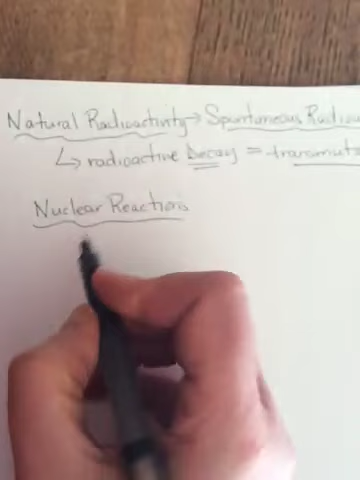 Natural Radioactivity → Spontaneous
↳ radioactive Decay =
Nuclear Reactions